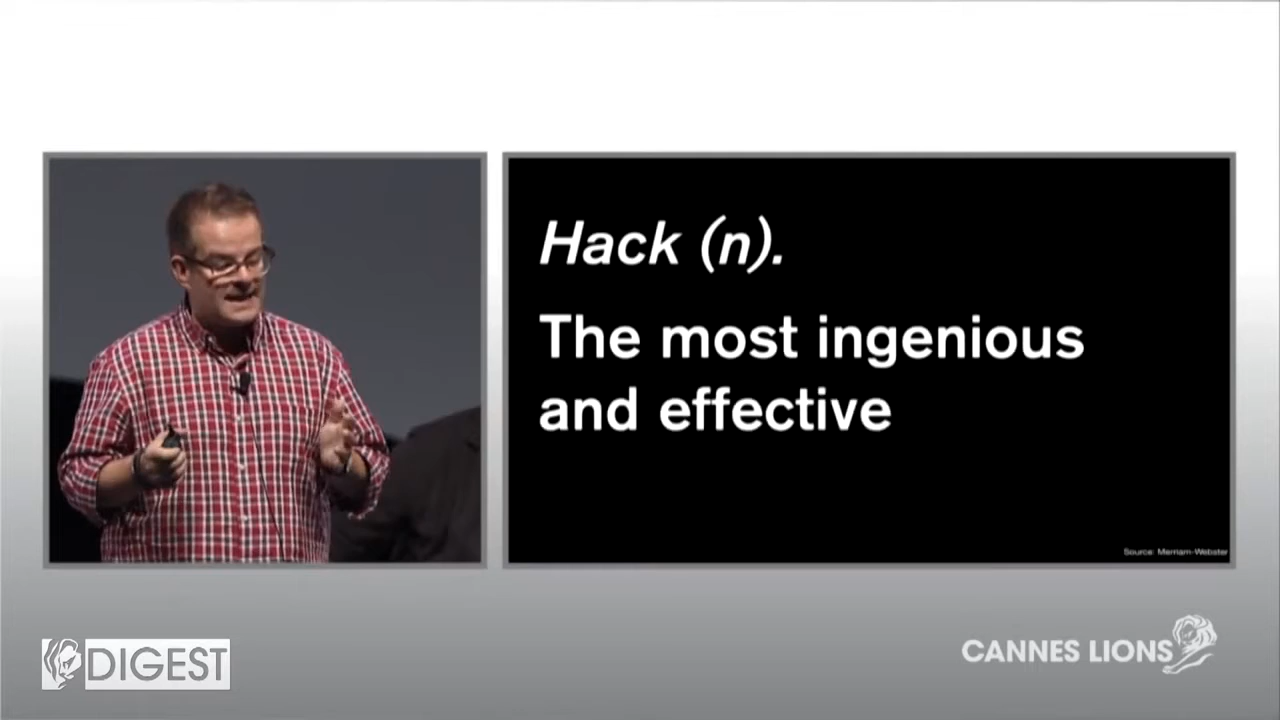 Hack (n).
The most ingenious
and effective
Source: Merriam-Webster
DIGEST
CANNES LIONS